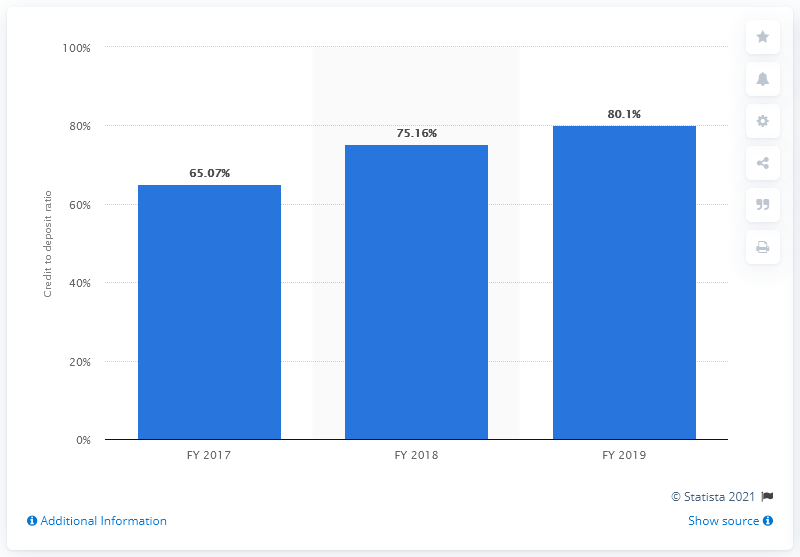 100%
80%
60%
40%
20%
0%
Credit to deposit ratio
65.07%
75.16%
80.1%
FY 2017
FY 2018
FY 2019
© Statista 2021
Additional Information
Show source